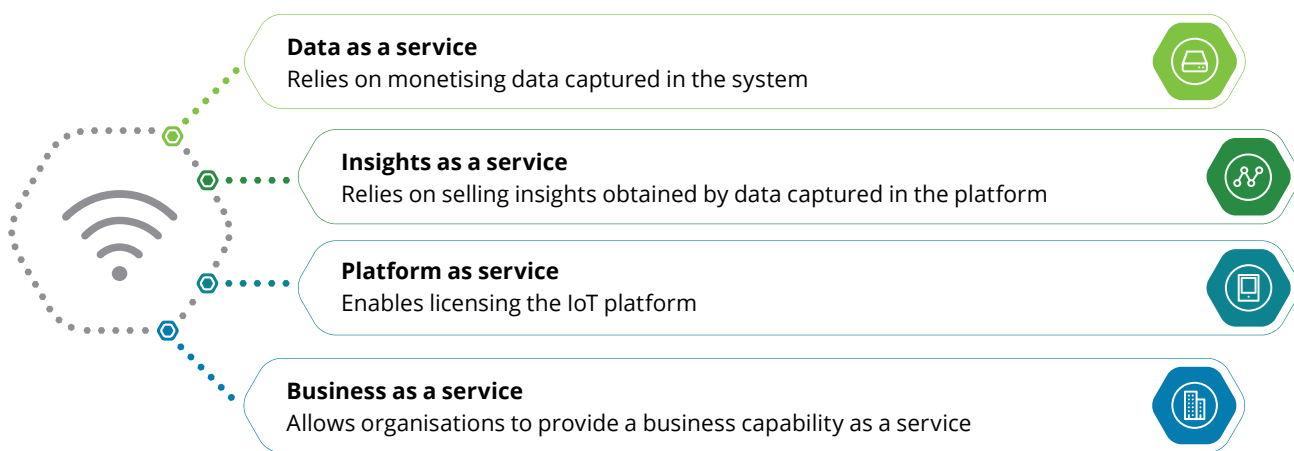 Data as a service
Relies on monetising data captured in the system
Insights as a service
Relies on selling insights obtained by data captured in the platform
Platform as service
Enables licensing the IoT platform
Business as a service
Allows organisations to provide a business capability as a service